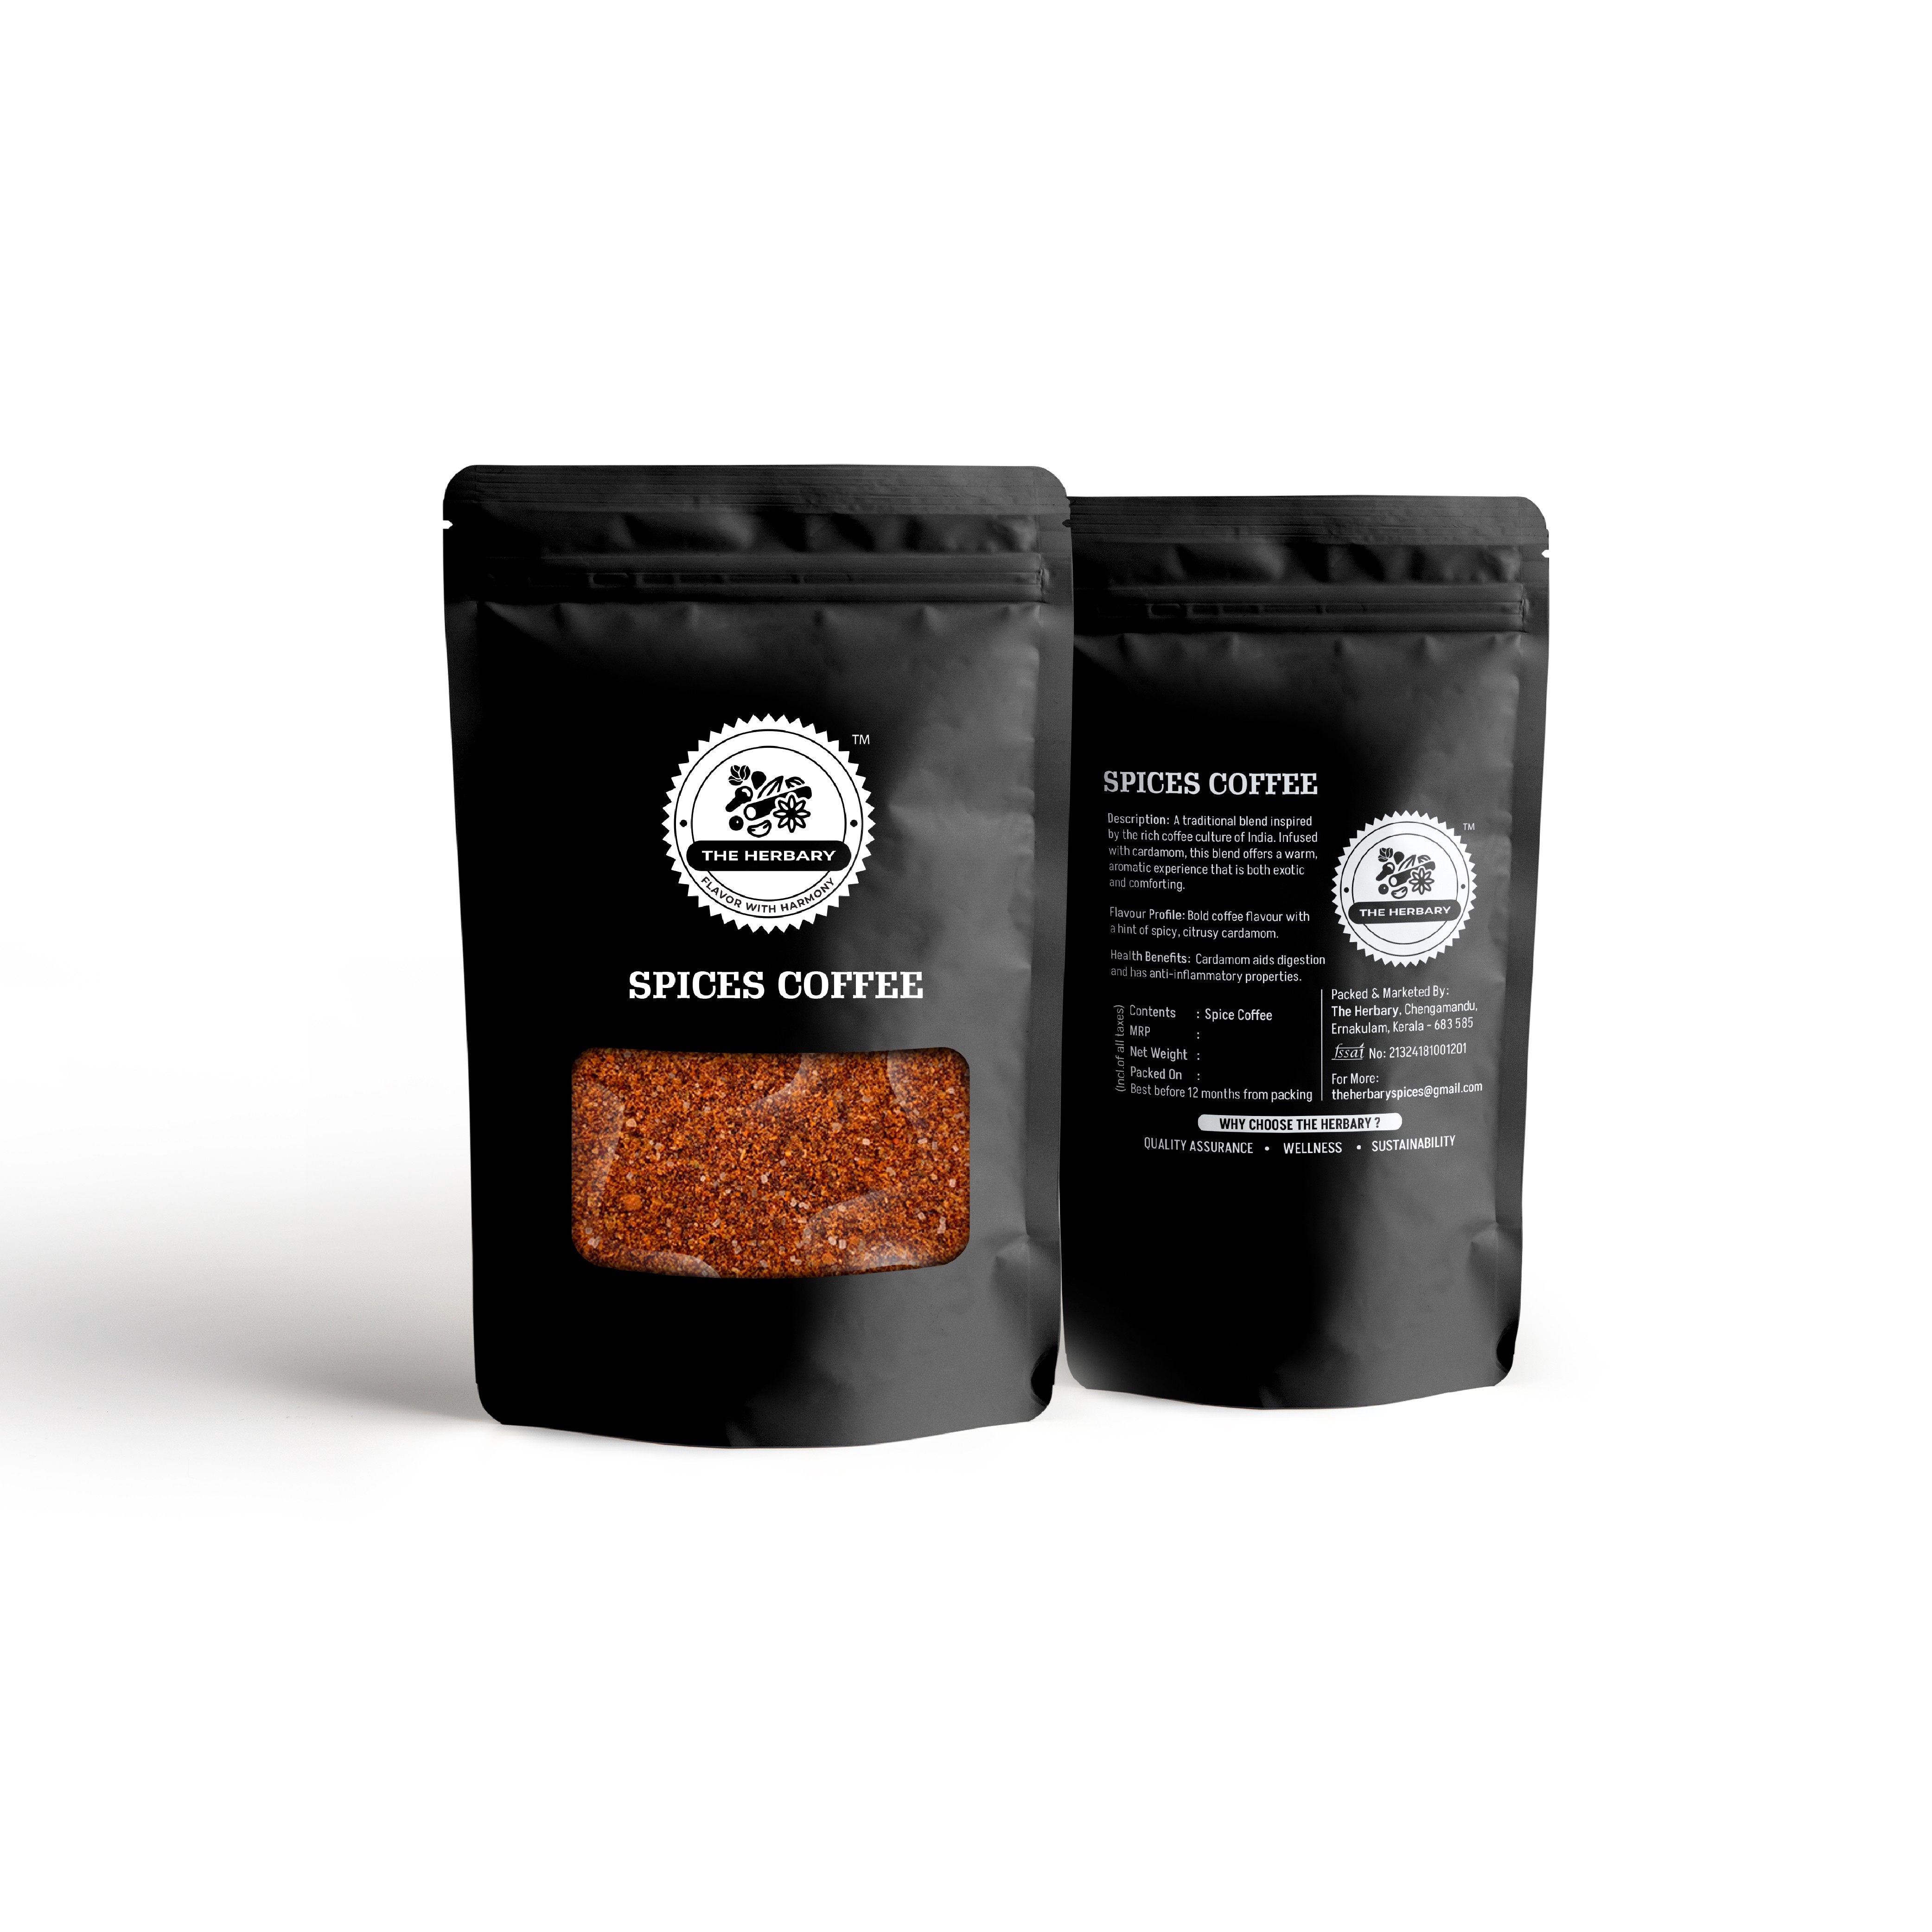 TM
THE HERBARY
FLAVOR WITH HARMONY
SPICES COFFEE
SPICES COFFEE
Description: A traditional blend inspired
by the rich coffee culture of India. Infused
with cardamom, this blend offers a warm,
aromatic experience that is both exotic
and comforting.
Flavour Profile: Bold coffee flavour with
a hint of spicy, citrusy cardamom.
Health Benefits: Cardamom aids digestion
and has anti-inflammatory properties.
(Incl.of all taxes)
Contents : Spice Coffee
MRP :
Net Weight :
Packed On :
Best before 12 months from packing
TM
THE HERBARY
Packed & Marketed By:
The Herbary, Chengamandu,
Ernakulam, Kerala - 683 585
fssai No: 21324181001201
For More:
theherbaryspices@gmail.com
WHY CHOOSE THE HERBARY ?
QUALITY ASSURANCE • WELLNESS • SUSTAINABILITY